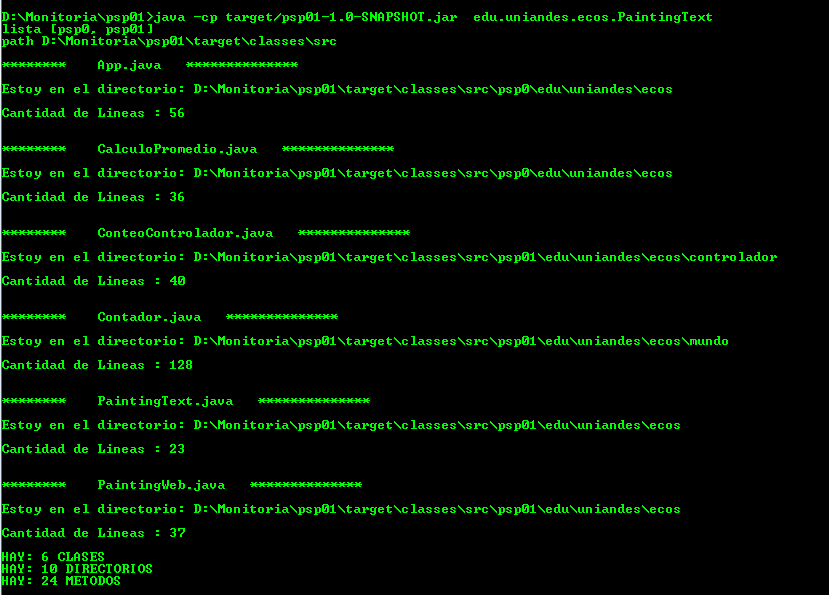 D:\Monitoria\psp01>java -cp target/psp01-1.0-SNAPSHOT.jar  edu.uniandes.ecos.PaintingText
lista [psp0, psp01]
path D:\Monitoria\psp01\target\classes\src
********    App.java   **************
Estoy en el directorio: D:\Monitoria\psp01\target\classes\src\psp0\edu\uniandes\ecos
Cantidad de Lineas : 56
********    CalculoPromedio.java   **************
Estoy en el directorio: D:\Monitoria\psp01\target\classes\src\psp0\edu\uniandes\ecos
Cantidad de Lineas : 36
********    ConteoControlador.java   **************
Estoy en el directorio: D:\Monitoria\psp01\target\classes\src\psp01\edu\uniandes\ecos\controlador
Cantidad de Lineas : 40
********    Contador.java   **************
Estoy en el directorio: D:\Monitoria\psp01\target\classes\src\psp01\edu\uniandes\ecos\mundo
Cantidad de Lineas : 128
********    PaintingText.java   **************
Estoy en el directorio: D:\Monitoria\psp01\target\classes\src\psp01\edu\uniandes\ecos
Cantidad de Lineas : 23
********    PaintingWeb.java   **************
Estoy en el directorio: D:\Monitoria\psp01\target\classes\src\psp01\edu\uniandes\ecos
Cantidad de Lineas : 37
HAY: 6 CLASES
HAY: 10 DIRECTORIOS
HAY: 24 METODOS